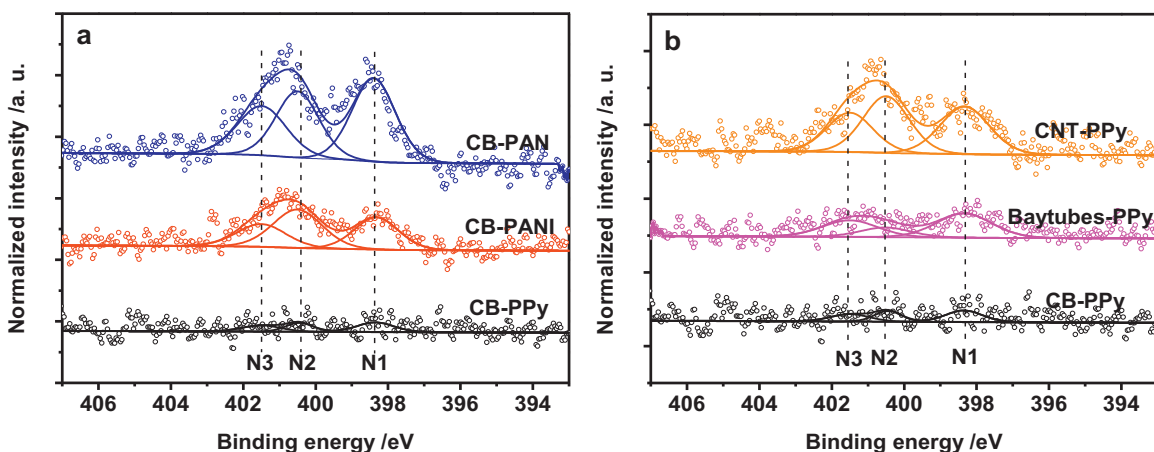 a
Normalized intensity /a. u.
CB-PAN
CB-PANI
CB-PPy
N3 N2 N1
406 404 402 400 398 396 394
Binding energy /eV
b
Normalized intensity /a. u.
CNT-PPy
Baytubes-PPy
CB-PPy
N3 N2 N1
406 404 402 400 398 396 394
Binding energy /eV